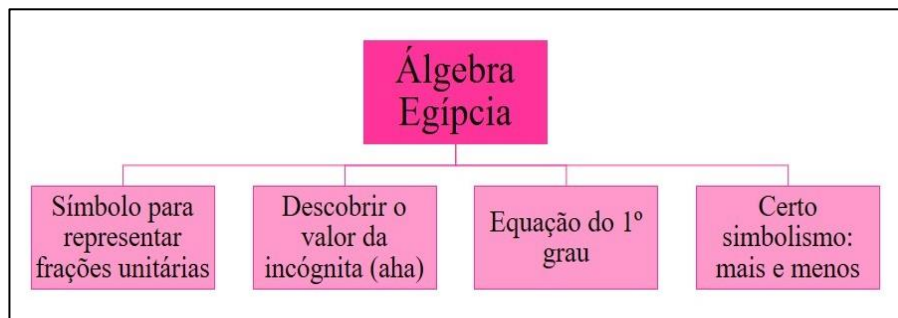 Álgebra
Egípcia
Símbolo para
representar
frações unitárias
Descobrir o
valor da
incógnita (aha)
Equação do 1º
grau
Certo
simbolismo:
mais e menos